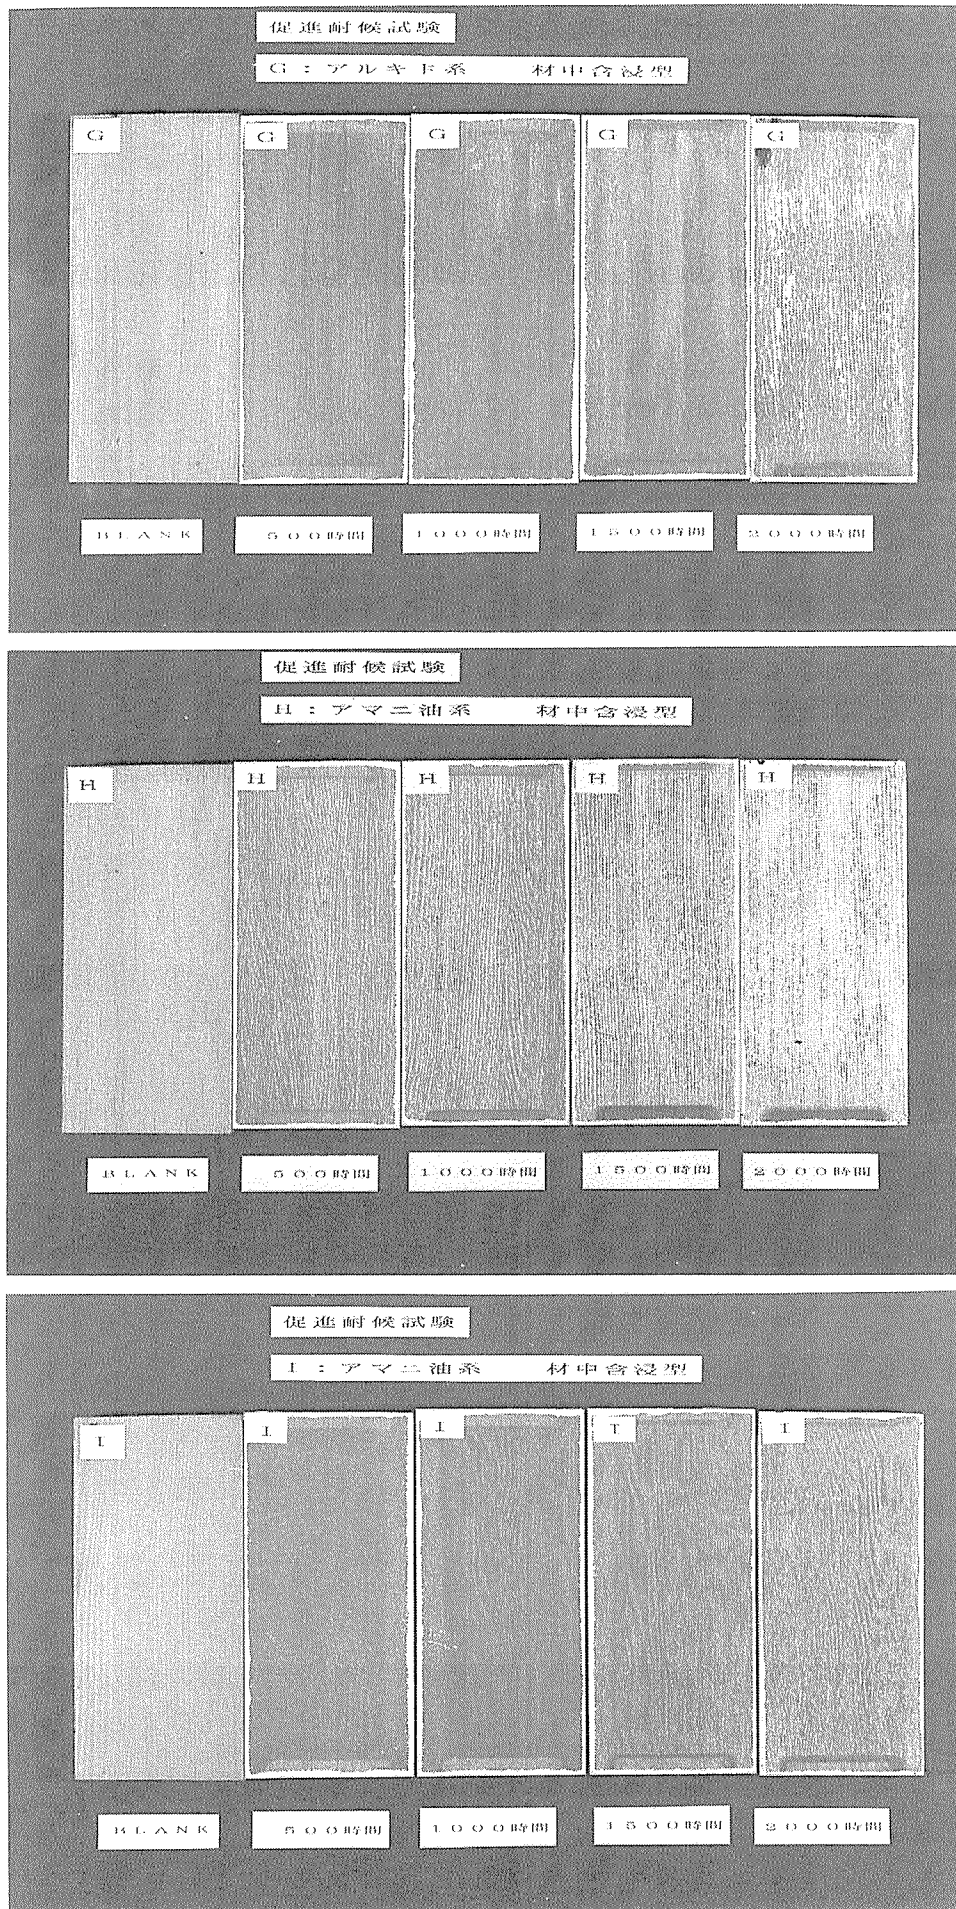 促進耐候試験
G：アルキド系　　材中含浸型
G G G G G
BLANK 500時間 1000時間 1500時間 2000時間
促進耐候試験
H：アマニ油系　　材中含浸型
H H H H H
BLANK 500時間 1000時間 1500時間 2000時間
促進耐候試験
I：アマニ油系　　材中含浸型
I I I I I
BLANK 500時間 1000時間 1500時間 2000時間